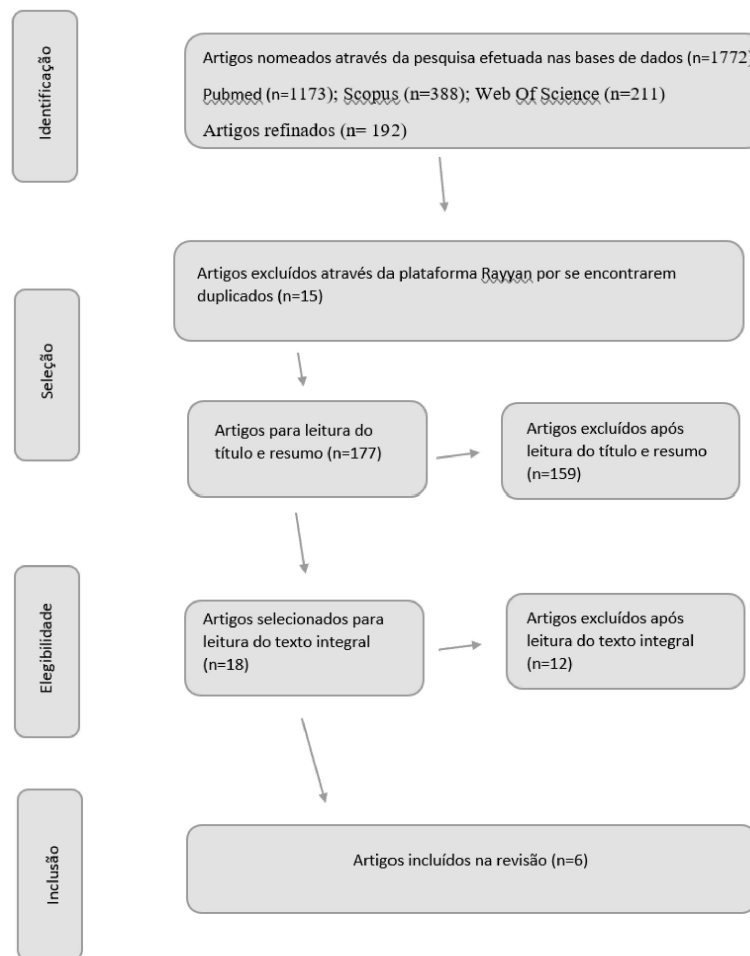 Identificação
Artigos nomeados através da pesquisa efetuada nas bases de dados (n=1772)
Pubmed (n=1173); Scopus (n=388); Web Of Science (n=211)
Artigos refinados (n= 192)
Seleção
Artigos excluídos através da plataforma Rayyan por se encontrarem
duplicados (n=15)
Artigos para leitura do
título e resumo (n=177)
Artigos excluídos após
leitura do título e resumo
(n=159)
Elegibilidade
Artigos selecionados para
leitura do texto integral
(n=18)
Artigos excluídos após
leitura do texto integral
(n=12)
Inclusão
Artigos incluídos na revisão (n=6)